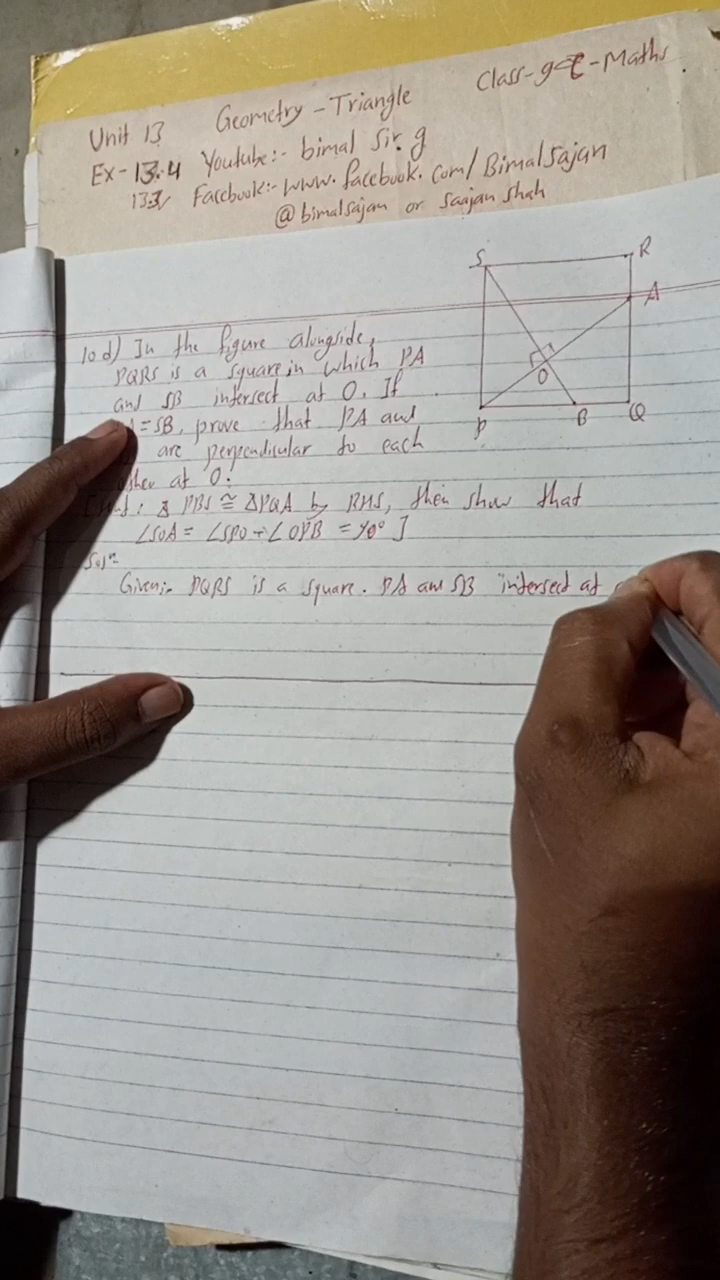 Unit 13 Geometry - Triangle Class-9 - Maths
Ex- 13.4 Youtube:- bimal Sir. g
13.3 Facebook:- www.facebook.com/Bimalsajan
@bimalsajan or saajan shah
S R
A
O
P B Q
10 d) In the figure alongside,
PQRS is a square in which PA
and SB intersect at O. If
=SB, prove that PA and
are perpendicular to each
other at O.
: Δ PBS ≅ ΔPQA by RHS, then show that
∠SOA = ∠SPO + ∠OPB = 90° ]
Solⁿ
Given:- PQRS is a square. PA and SB intersect at